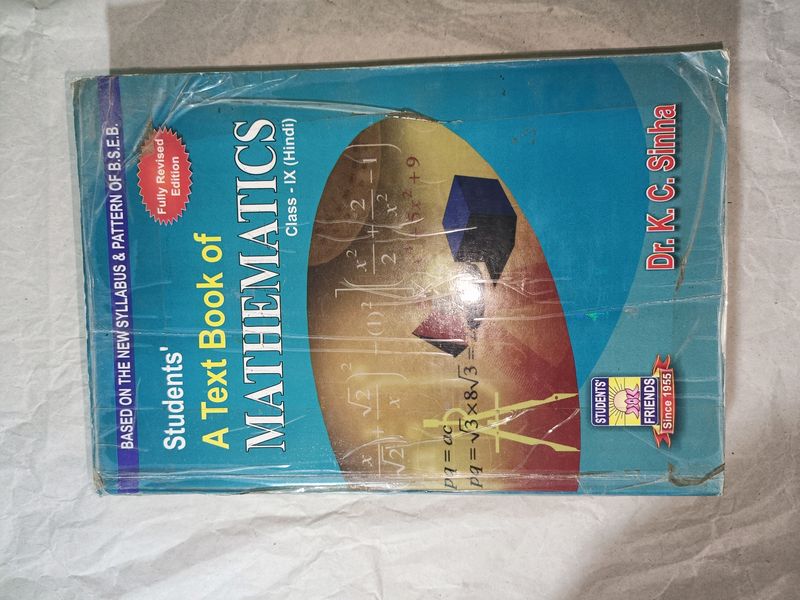 BASED ON THE NEW SYLLABUS & PATTERN OF B.S.E.B.
Fully Revised
Edition
Students'
A Text Book of
MATHEMATICS
Class - IX (Hindi)
pq = ac
pq = √3×8√3 =
Dr. K. C. Sinha
STUDENTS'
FRIENDS
Since 1955